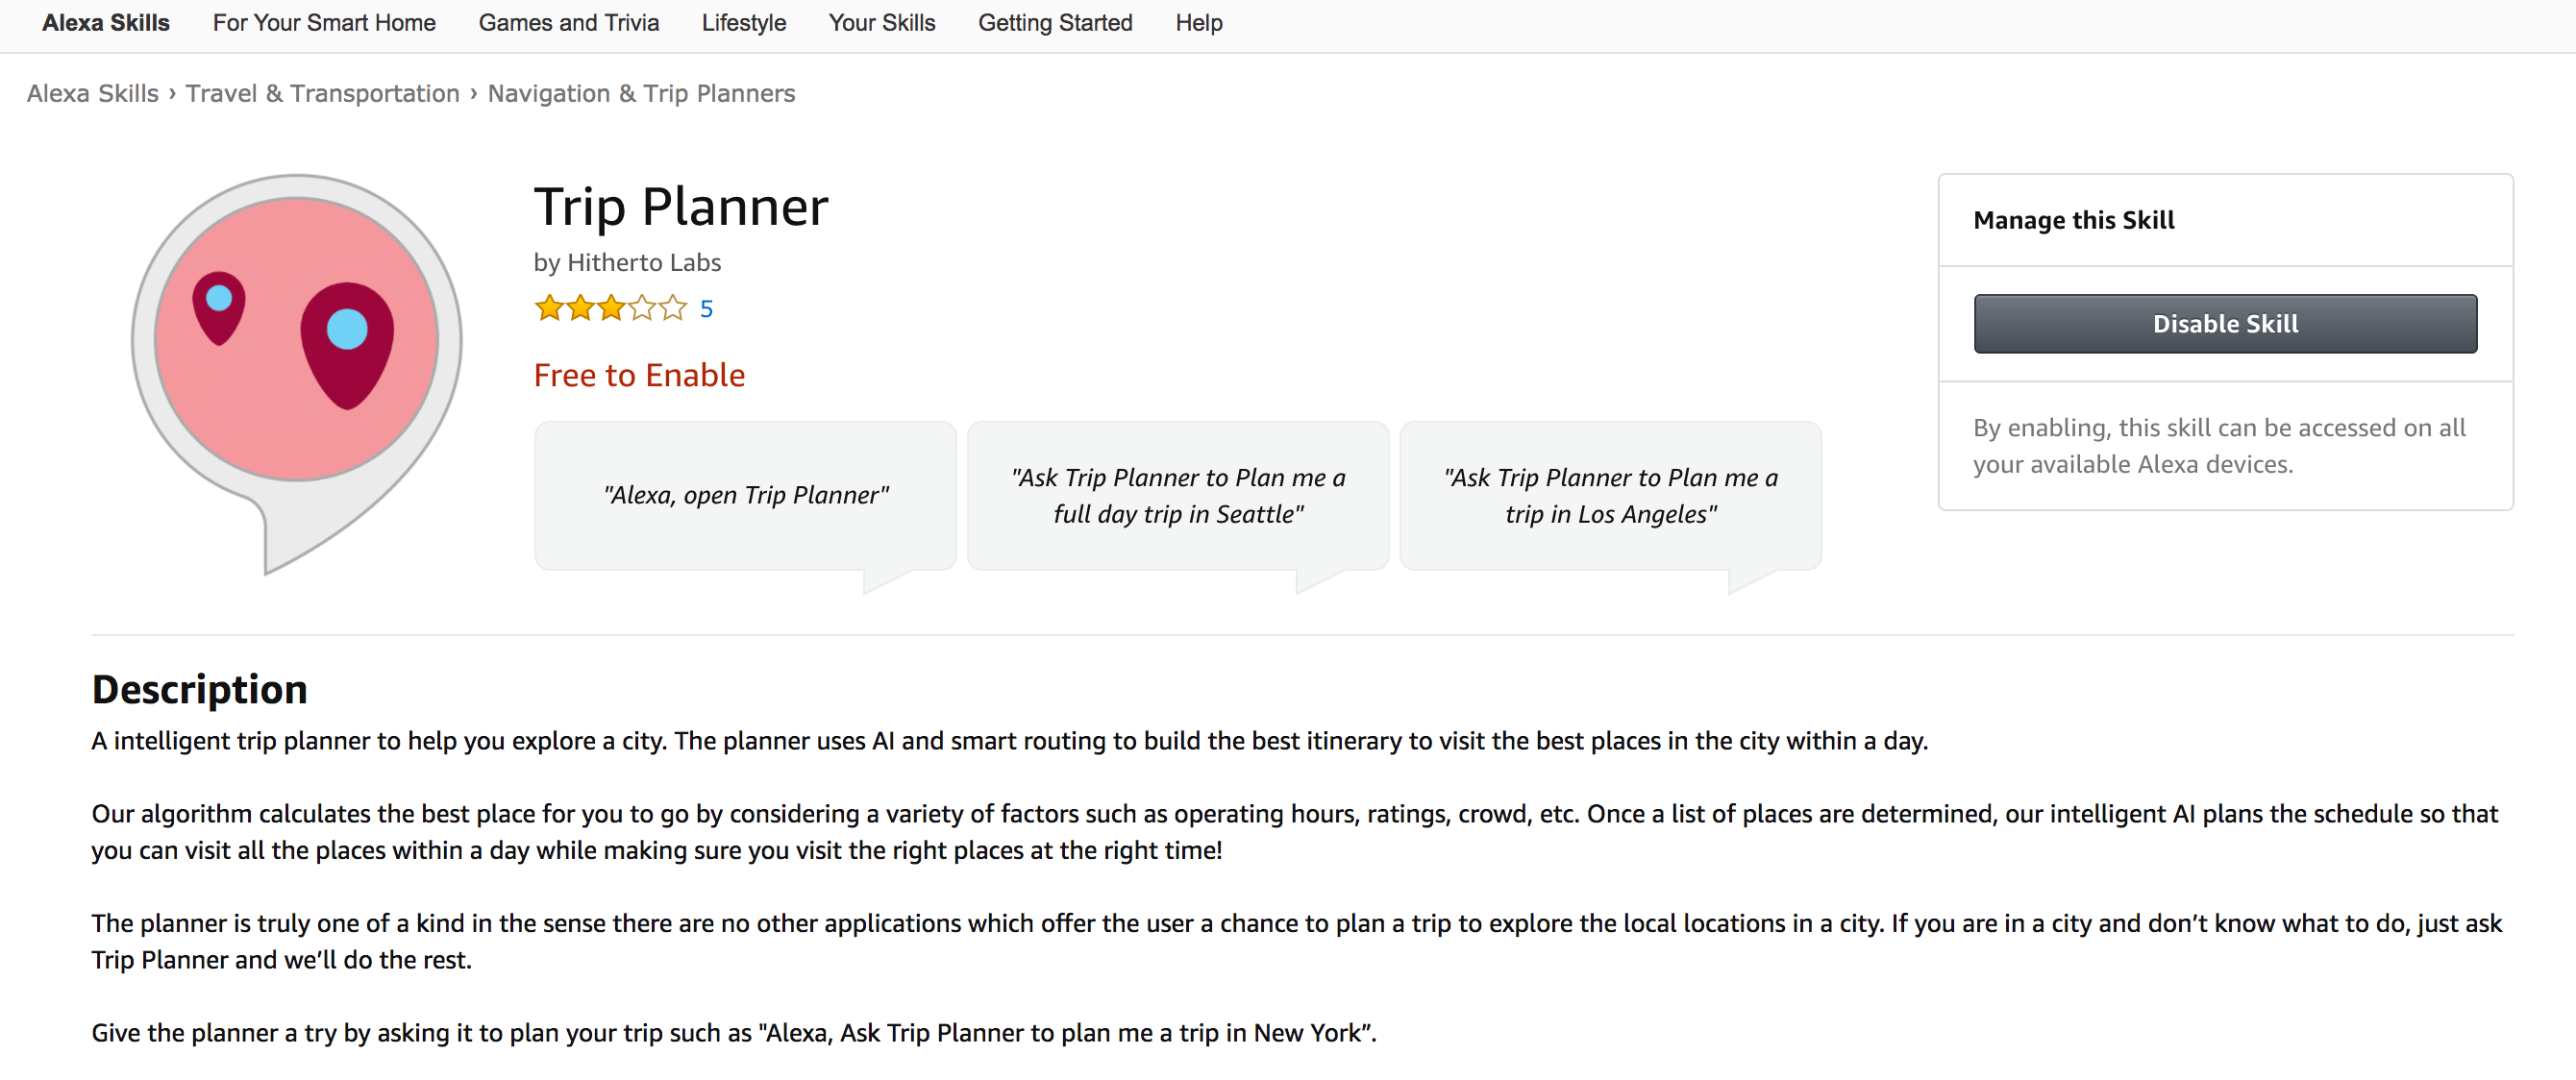 Alexa Skills For Your Smart Home Games and Trivia Lifestyle Your Skills Getting Started Help
Alexa Skills › Travel & Transportation › Navigation & Trip Planners
Trip Planner
by Hitherto Labs
5
Free to Enable
"Alexa, open Trip Planner"
"Ask Trip Planner to Plan me a
full day trip in Seattle"
"Ask Trip Planner to Plan me a
trip in Los Angeles"
Manage this Skill
Disable Skill
By enabling, this skill can be accessed on all
your available Alexa devices.
Description
A intelligent trip planner to help you explore a city. The planner uses AI and smart routing to build the best itinerary to visit the best places in the city within a day.
Our algorithm calculates the best place for you to go by considering a variety of factors such as operating hours, ratings, crowd, etc. Once a list of places are determined, our intelligent AI plans the schedule so that
you can visit all the places within a day while making sure you visit the right places at the right time!
The planner is truly one of a kind in the sense there are no other applications which offer the user a chance to plan a trip to explore the local locations in a city. If you are in a city and don’t know what to do, just ask
Trip Planner and we’ll do the rest.
Give the planner a try by asking it to plan your trip such as "Alexa, Ask Trip Planner to plan me a trip in New York”.